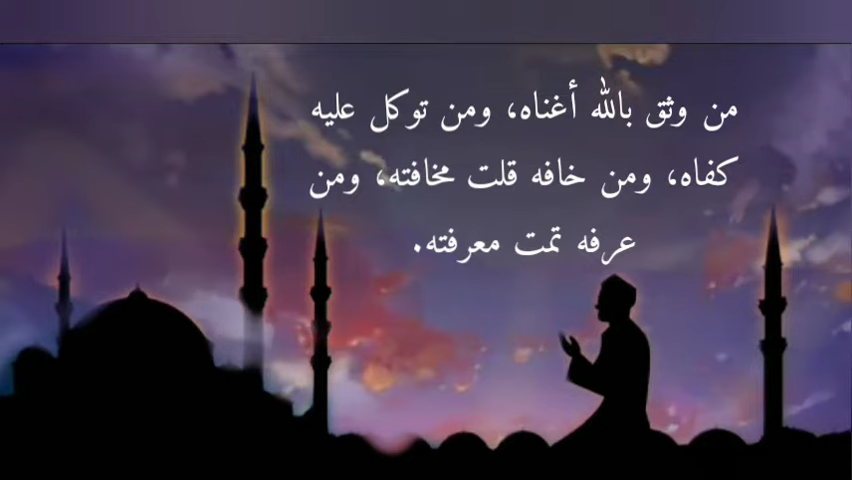 من وثق بالله أغناه، ومن توكل عليه
كفاه، ومن خافه قلت مخافته، ومن
عرفه تمت معرفته.